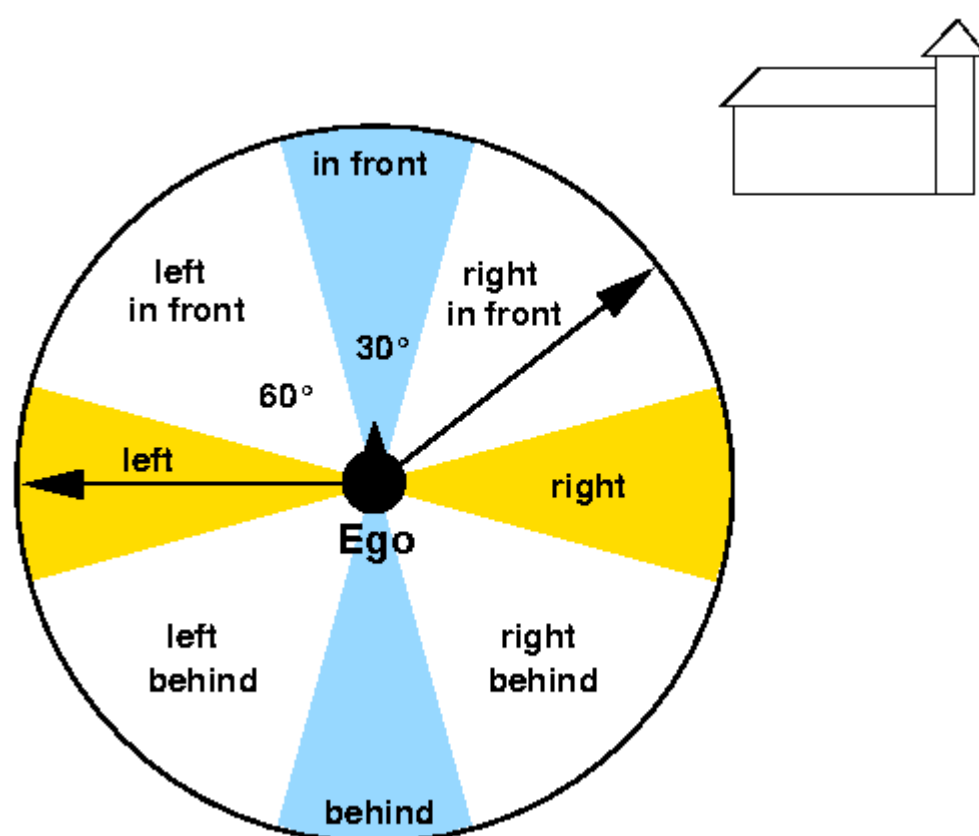 in front
left
in front
right
in front
30°
60°
left
right
Ego
left
behind
right
behind
behind